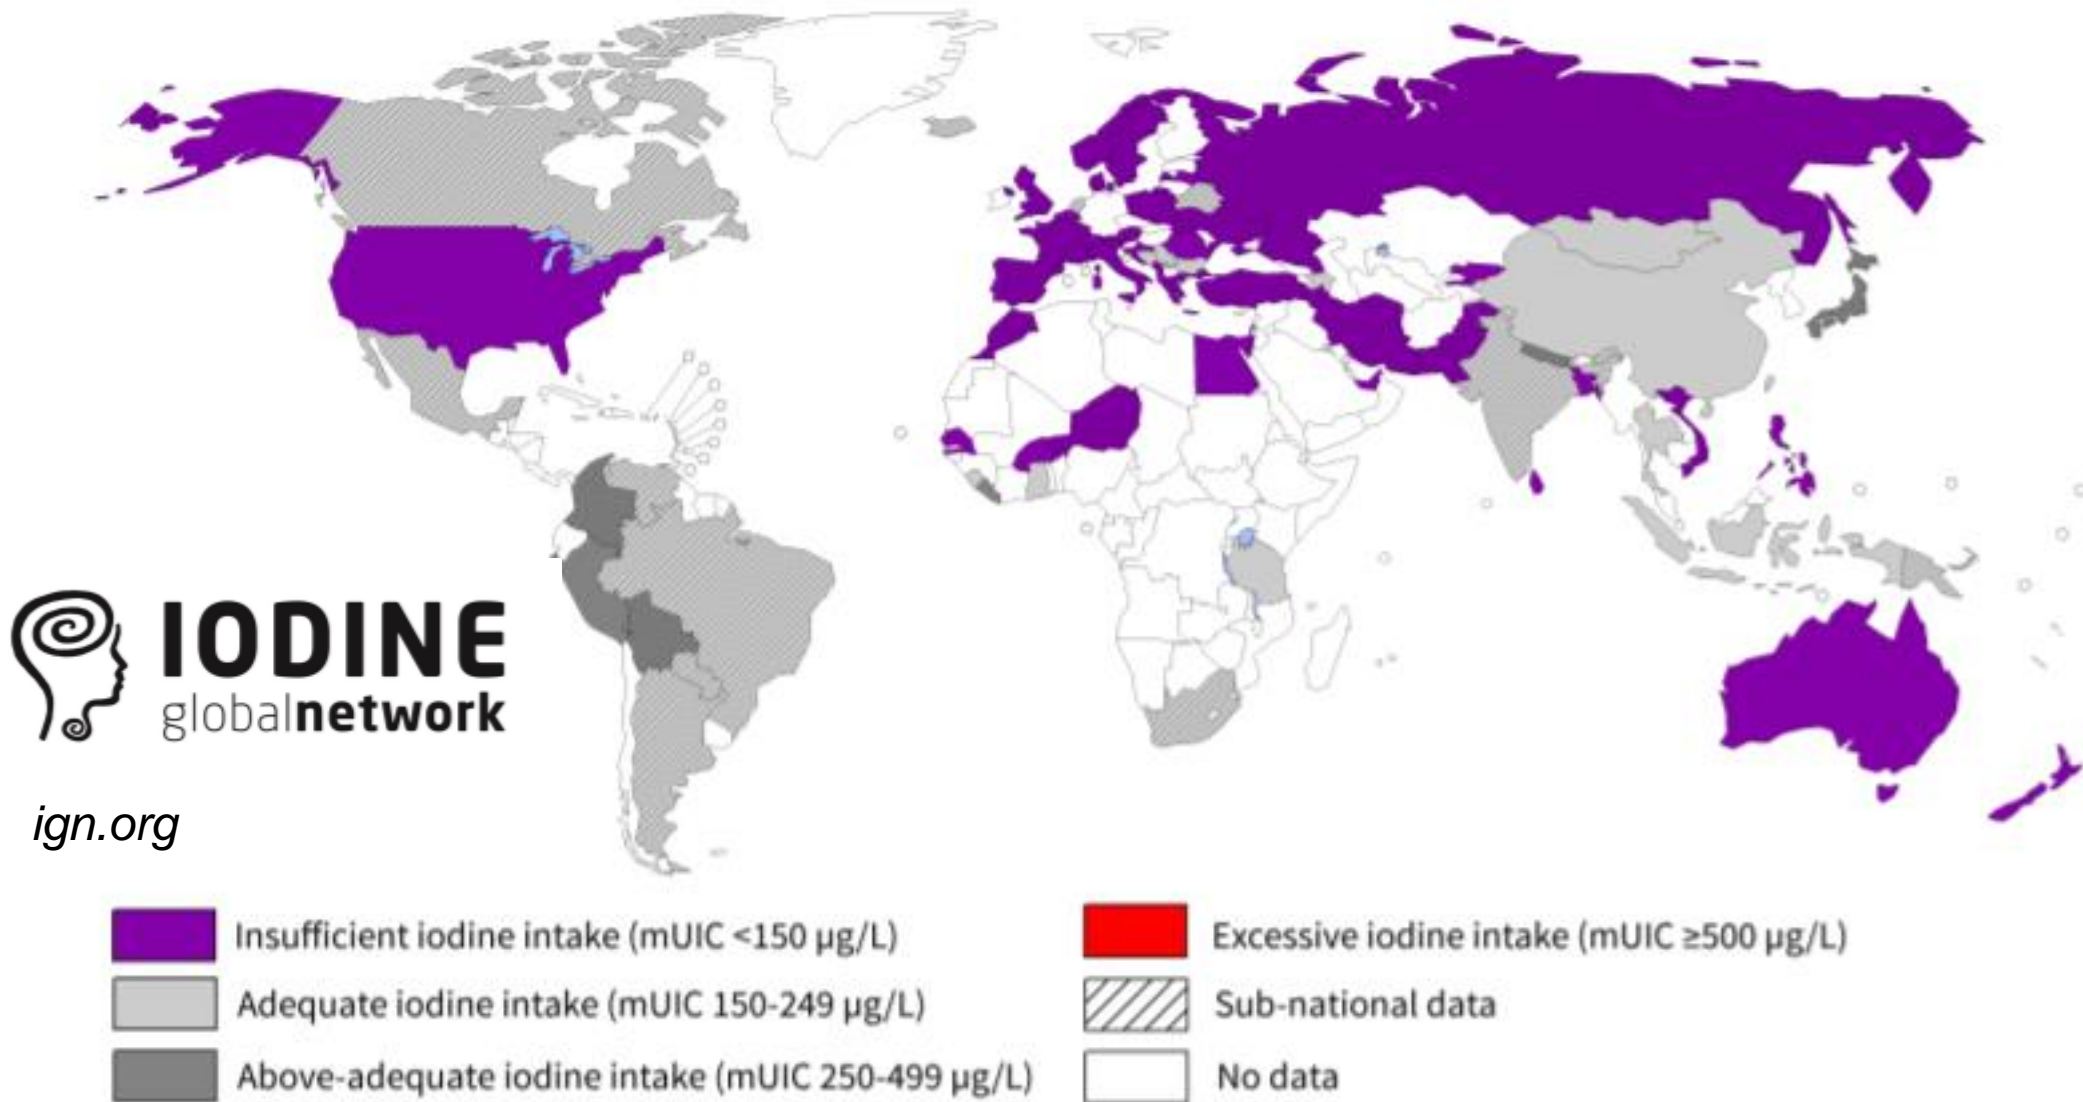 IODINE
globalnetwork
ign.org
Insufficient iodine intake (mUIC <150 µg/L)
Adequate iodine intake (mUIC 150-249 µg/L)
Above-adequate iodine intake (mUIC 250-499 µg/L)
Excessive iodine intake (mUIC ≥500 µg/L)
Sub-national data
No data